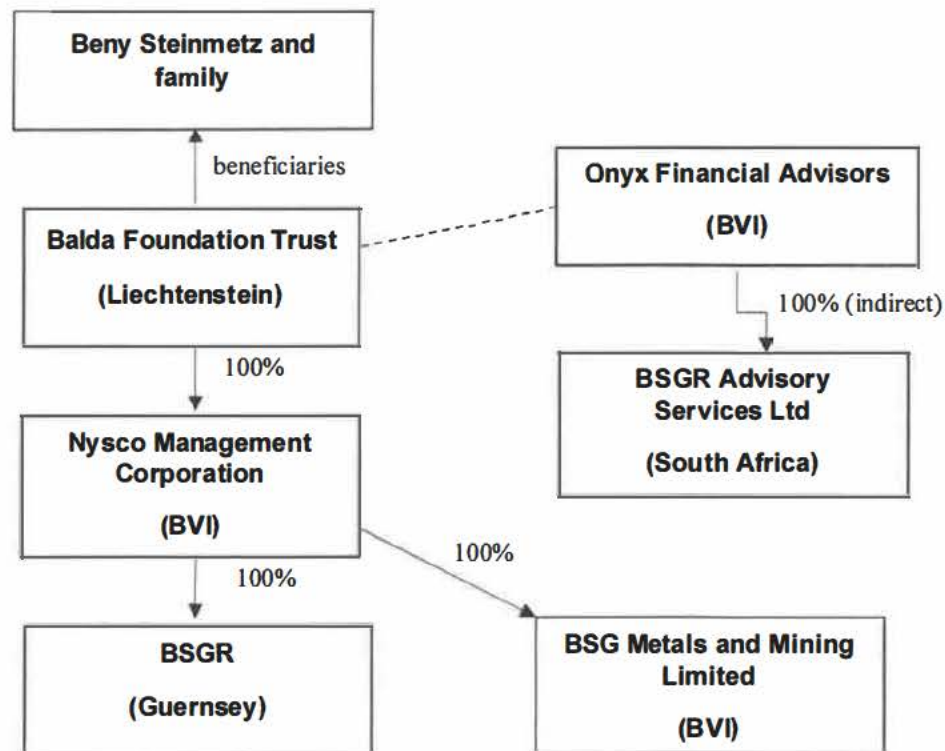 Beny Steinmetz and
family
beneficiaries
Onyx Financial Advisors
(BVI)
Balda Foundation Trust
(Liechtenstein)
100% (indirect)
100%
BSGR Advisory
Services Ltd
(South Africa)
Nysco Management
Corporation
(BVI)
100%
100%
BSGR
(Guernsey)
BSG Metals and Mining
Limited
(BVI)